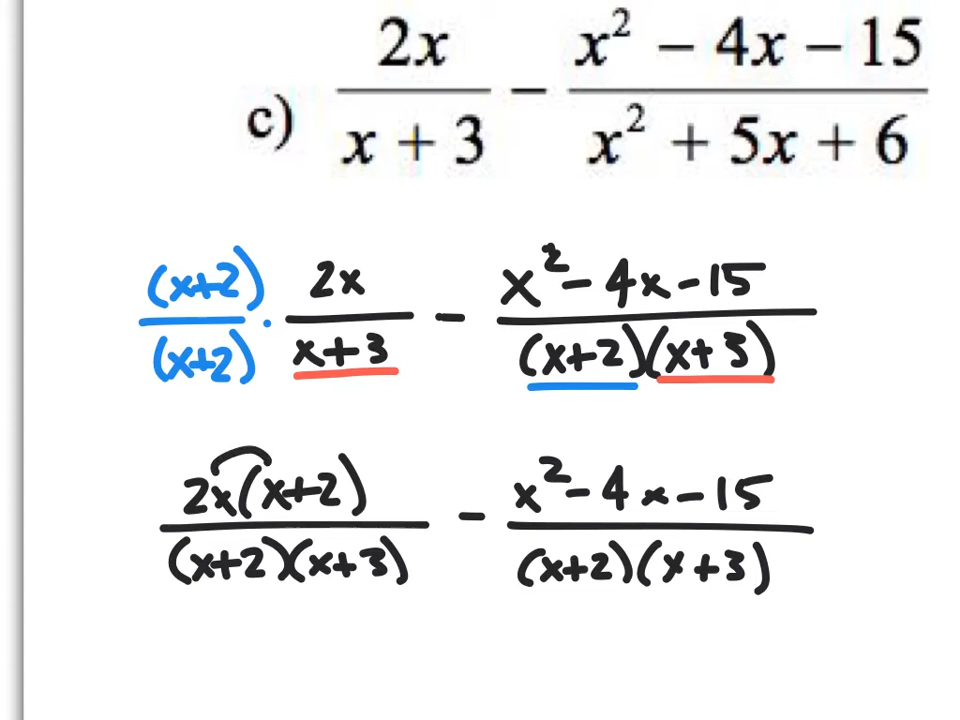 c) 2x/(x + 3) − (x² − 4x − 15)/(x² + 5x + 6)
(x+2)/(x+2) · 2x/(x+3) − (x²−4x−15)/((x+2)(x+3))
2x(x+2)/((x+2)(x+3)) − (x²−4x−15)/((x+2)(x+3))